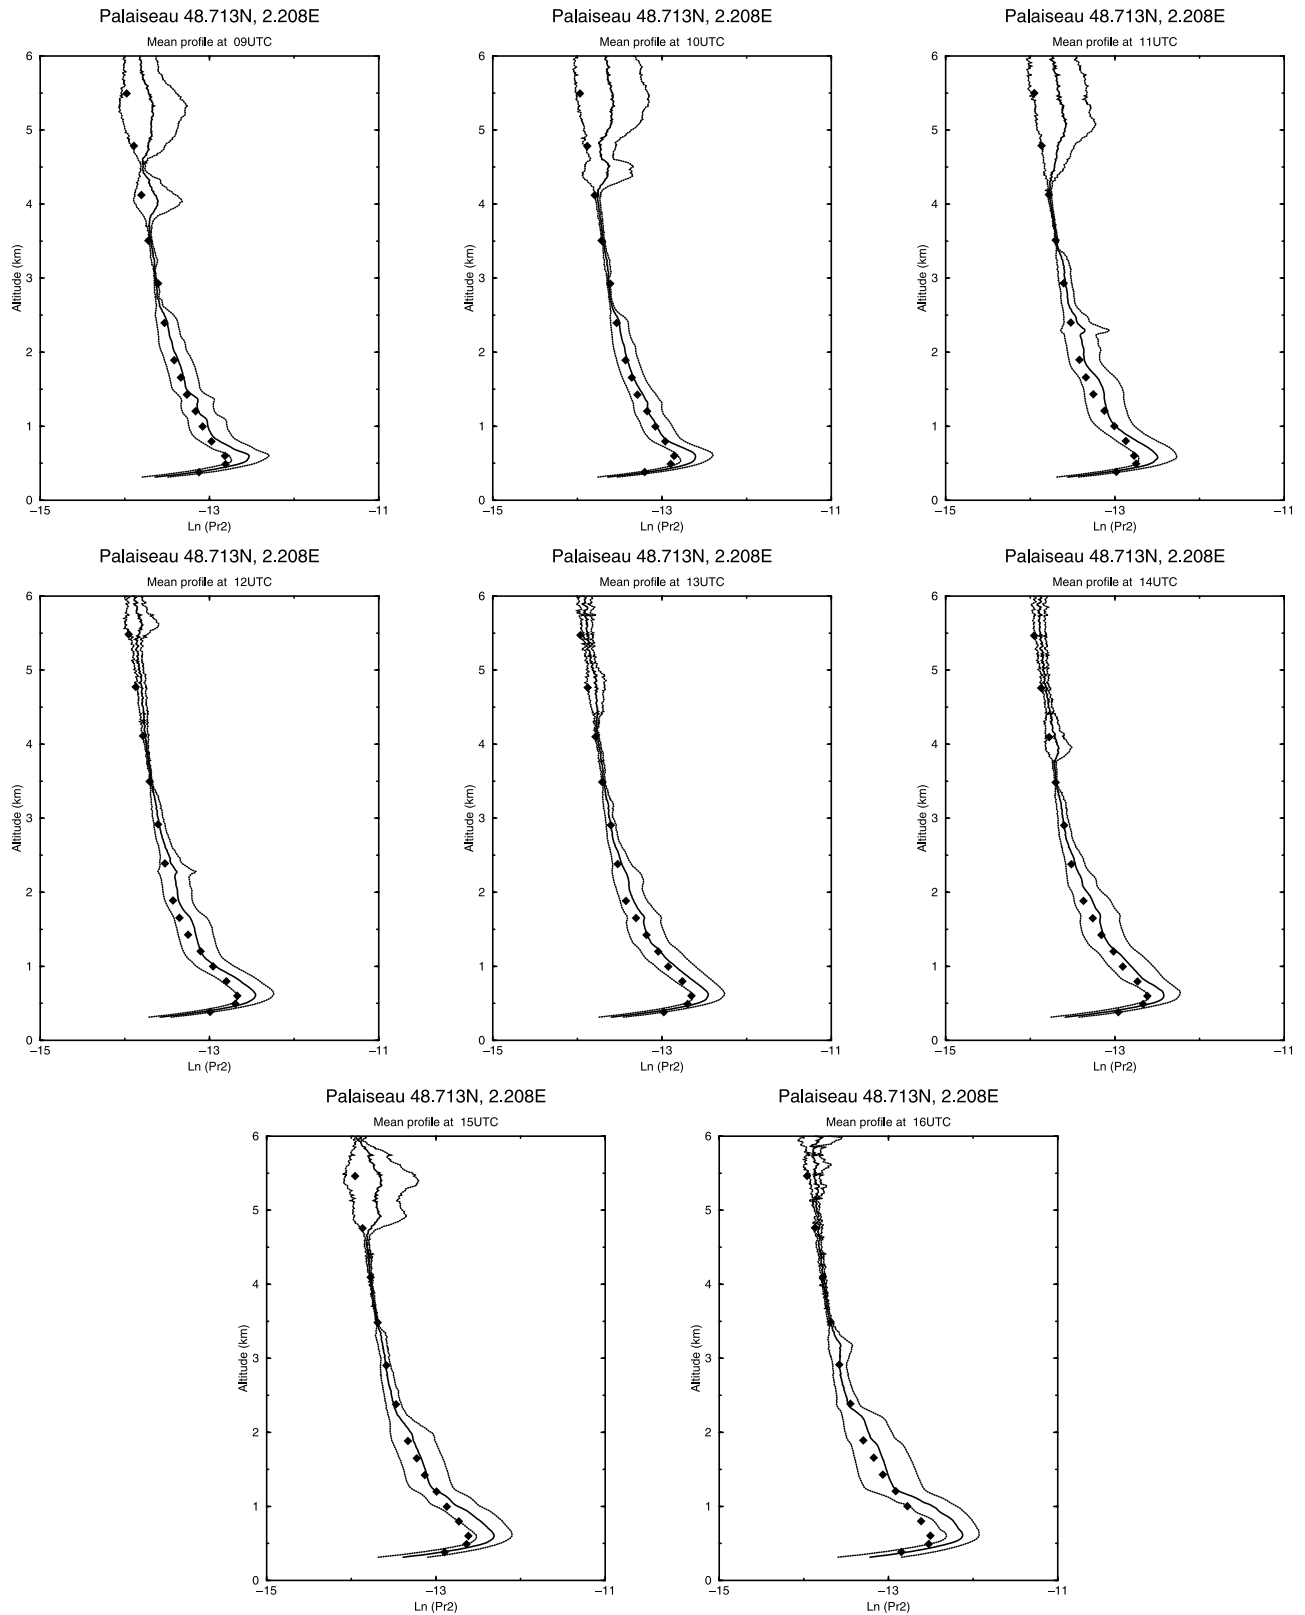 Palaiseau 48.713N, 2.208E
Mean profile at 09UTC
6
5
4
3
2
1
0
Altitude (km)
−15
−13
−11
Ln (Pr2)
Palaiseau 48.713N, 2.208E
Mean profile at 10UTC
6
5
4
3
2
1
0
Altitude (km)
−15
−13
−11
Ln (Pr2)
Palaiseau 48.713N, 2.208E
Mean profile at 11UTC
6
5
4
3
2
1
0
Altitude (km)
−15
−13
−11
Ln (Pr2)
Palaiseau 48.713N, 2.208E
Mean profile at 12UTC
6
5
4
3
2
1
0
Altitude (km)
−15
−13
−11
Ln (Pr2)
Palaiseau 48.713N, 2.208E
Mean profile at 13UTC
6
5
4
3
2
1
0
Altitude (km)
−15
−13
−11
Ln (Pr2)
Palaiseau 48.713N, 2.208E
Mean profile at 14UTC
6
5
4
3
2
1
0
Altitude (km)
−15
−13
−11
Ln (Pr2)
Palaiseau 48.713N, 2.208E
Mean profile at 15UTC
6
5
4
3
2
1
0
Altitude (km)
−15
−13
−11
Ln (Pr2)
Palaiseau 48.713N, 2.208E
Mean profile at 16UTC
6
5
4
3
2
1
0
Altitude (km)
−15
−13
−11
Ln (Pr2)